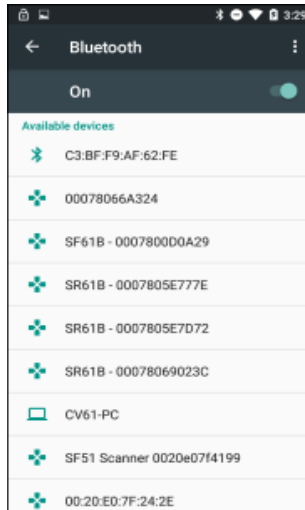 3:29
Bluetooth
On
Available devices
C3:BF:F9:AF:62:FE
00078066A324
SF61B - 0007800D0A29
SR61B - 0007805E777E
SR61B - 0007805E7D72
SR61B - 00078069023C
CV61-PC
SF51 Scanner 0020e07f4199
00:20:E0:7F:24:2E